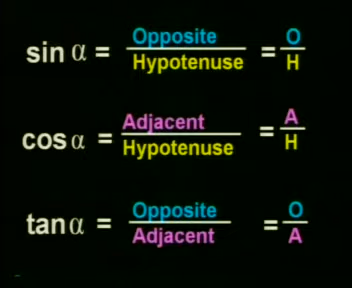 sin α = Opposite / Hypotenuse = O / H
cos α = Adjacent / Hypotenuse = A / H
tan α = Opposite / Adjacent = O / A